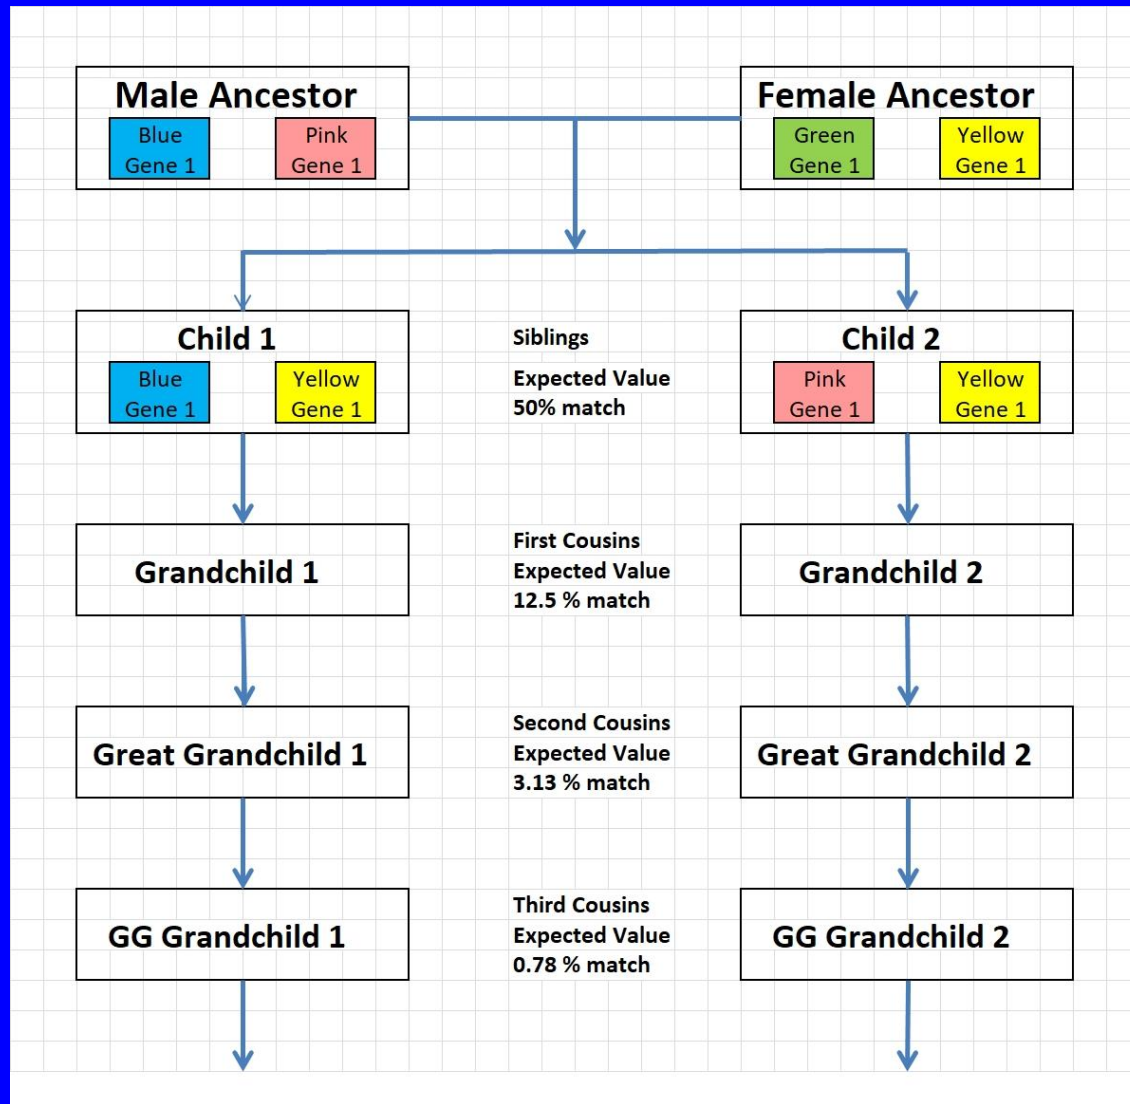 Male Ancestor
Blue
Gene 1
Pink
Gene 1
Female Ancestor
Green
Gene 1
Yellow
Gene 1
Child 1
Blue
Gene 1
Yellow
Gene 1
Siblings
Expected Value
50% match
Child 2
Pink
Gene 1
Yellow
Gene 1
Grandchild 1
First Cousins
Expected Value
12.5 % match
Grandchild 2
Great Grandchild 1
Second Cousins
Expected Value
3.13 % match
Great Grandchild 2
GG Grandchild 1
Third Cousins
Expected Value
0.78 % match
GG Grandchild 2